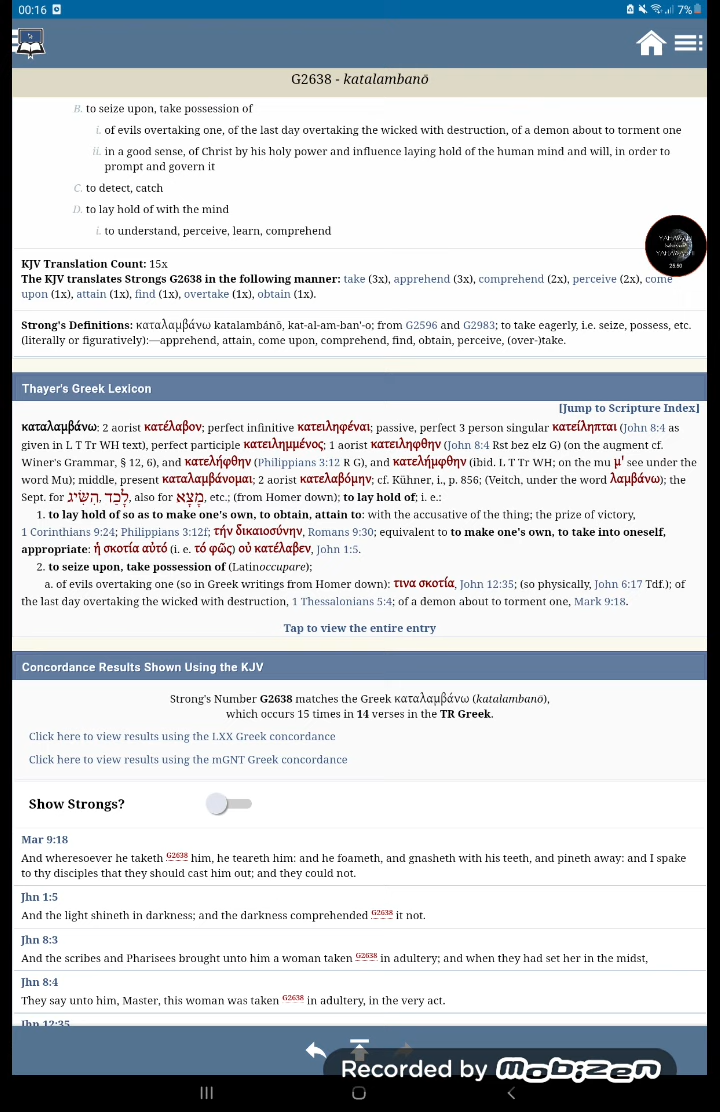 00:16
7%
G2638 - katalambanō
B. to seize upon, take possession of
i. of evils overtaking one, of the last day overtaking the wicked with destruction, of a demon about to torment one
ii. in a good sense, of Christ by his holy power and influence laying hold of the human mind and will, in order to
prompt and govern it
C. to detect, catch
D. to lay hold of with the mind
i. to understand, perceive, learn, comprehend
KJV Translation Count: 15x
The KJV translates Strongs G2638 in the following manner: take (3x), apprehend (3x), comprehend (2x), perceive (2x), come
upon (1x), attain (1x), find (1x), overtake (1x), obtain (1x).
Strong's Definitions: καταλαμβάνω katalambánō, kat-al-am-ban'-o; from G2596 and G2983; to take eagerly, i.e. seize, possess, etc.
(literally or figuratively):—apprehend, attain, come upon, comprehend, find, obtain, perceive, (over-)take.
Thayer's Greek Lexicon
[Jump to Scripture Index]
καταλαμβάνω: 2 aorist κατέλαβον; perfect infinitive κατειληφέναι; passive, perfect 3 person singular κατείληπται (John 8:4 as
given in L T Tr WH text), perfect participle κατειλημμένος; 1 aorist κατειληφθην (John 8:4 Rst bez elz G) (on the augment cf.
Winer's Grammar, § 12, 6), and κατελήφθην (Philippians 3:12 R G), and κατελήμφθην (ibid. L T Tr WH; on the mu μ' see under the
word Mu); middle, present καταλαμβάνομαι; 2 aorist κατελαβόμην; cf. Kühner, i., p. 856; (Veitch, under the word λαμβάνω); the
Sept. for הִשִּׂיג, לָכַד, also for מָצָא, etc.; (from Homer down); to lay hold of; i. e.:
1. to lay hold of so as to make one's own, to obtain, attain to: with the accusative of the thing; the prize of victory,
1 Corinthians 9:24; Philippians 3:12f; τήν δικαιοσύνην, Romans 9:30; equivalent to to make one's own, to take into oneself,
appropriate: ἡ σκοτία αὐτό (i. e. τό φῶς) οὐ κατέλαβεν, John 1:5.
2. to seize upon, take possession of (Latinoccupare);
a. of evils overtaking one (so in Greek writings from Homer down): τινα σκοτία, John 12:35; (so physically, John 6:17 Tdf.); of
the last day overtaking the wicked with destruction, 1 Thessalonians 5:4; of a demon about to torment one, Mark 9:18.
Tap to view the entire entry
Concordance Results Shown Using the KJV
Strong's Number G2638 matches the Greek καταλαμβάνω (katalambanō),
which occurs 15 times in 14 verses in the TR Greek.
Click here to view results using the LXX Greek concordance
Click here to view results using the mGNT Greek concordance
Show Strongs?
Mar 9:18
And wheresoever he taketh G2638 him, he teareth him: and he foameth, and gnasheth with his teeth, and pineth away: and I spake
to thy disciples that they should cast him out; and they could not.
Jhn 1:5
And the light shineth in darkness; and the darkness comprehended G2638 it not.
Jhn 8:3
And the scribes and Pharisees brought unto him a woman taken G2638 in adultery; and when they had set her in the midst,
Jhn 8:4
They say unto him, Master, this woman was taken G2638 in adultery, in the very act.
Jhn 12:35
Recorded by mobizen